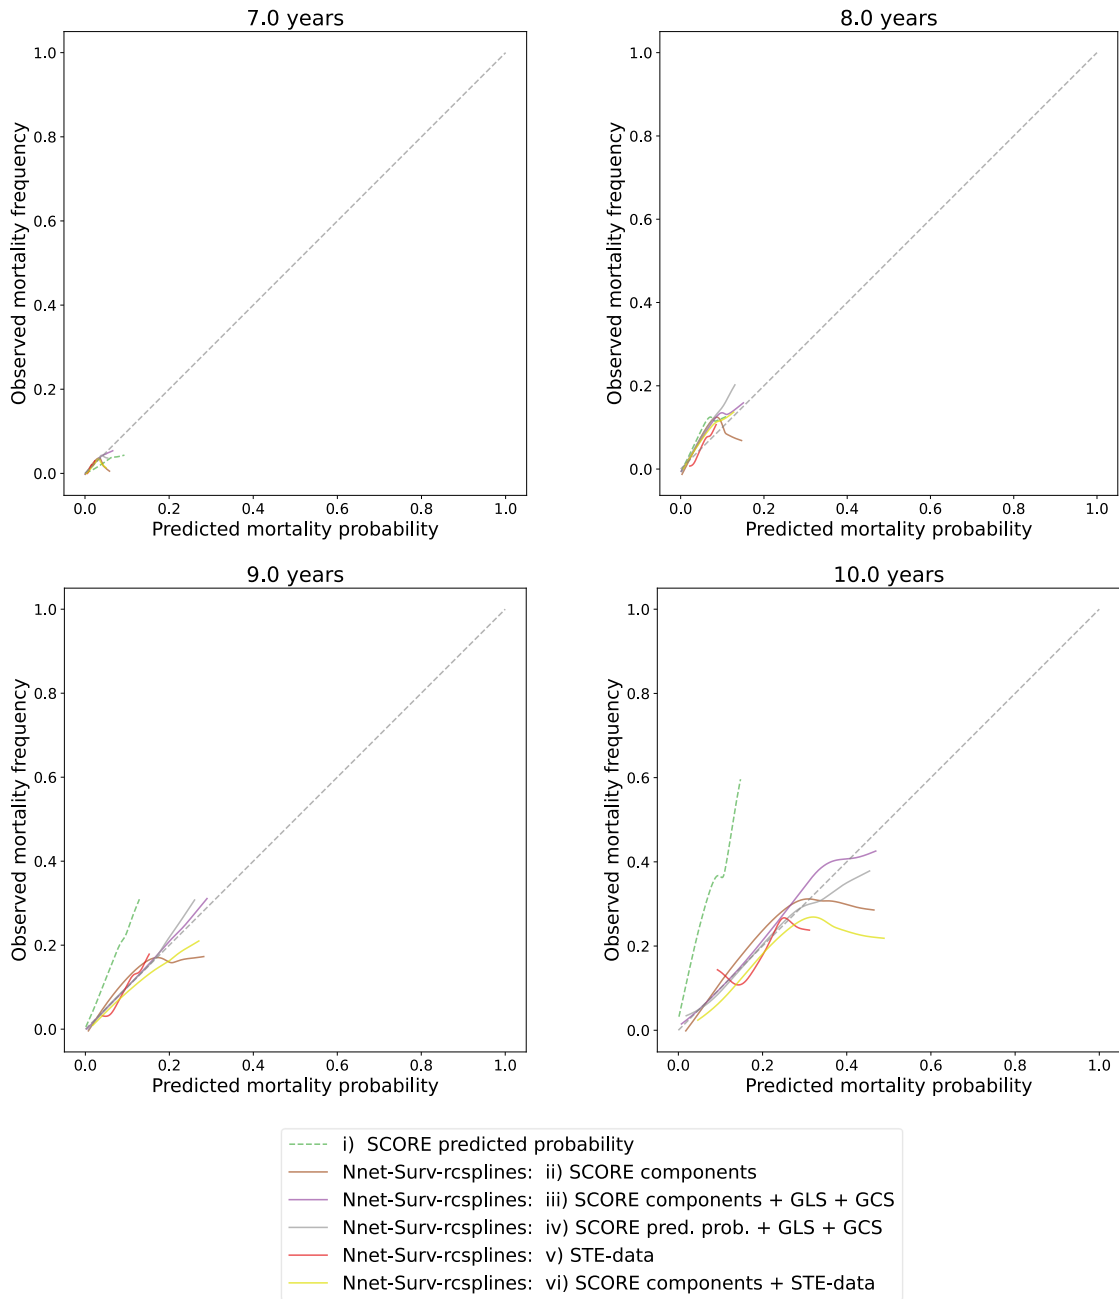 7.0 years
1.0
0.8
0.6
0.4
0.2
0.0
Observed mortality frequency
0.0 0.2 0.4 0.6 0.8 1.0
Predicted mortality probability
8.0 years
1.0
0.8
0.6
0.4
0.2
0.0
Observed mortality frequency
0.0 0.2 0.4 0.6 0.8 1.0
Predicted mortality probability
9.0 years
1.0
0.8
0.6
0.4
0.2
0.0
Observed mortality frequency
0.0 0.2 0.4 0.6 0.8 1.0
Predicted mortality probability
10.0 years
1.0
0.8
0.6
0.4
0.2
0.0
Observed mortality frequency
0.0 0.2 0.4 0.6 0.8 1.0
Predicted mortality probability
i) SCORE predicted probability
Nnet-Surv-rcsplines: ii) SCORE components
Nnet-Surv-rcsplines: iii) SCORE components + GLS + GCS
Nnet-Surv-rcsplines: iv) SCORE pred. prob. + GLS + GCS
Nnet-Surv-rcsplines: v) STE-data
Nnet-Surv-rcsplines: vi) SCORE components + STE-data